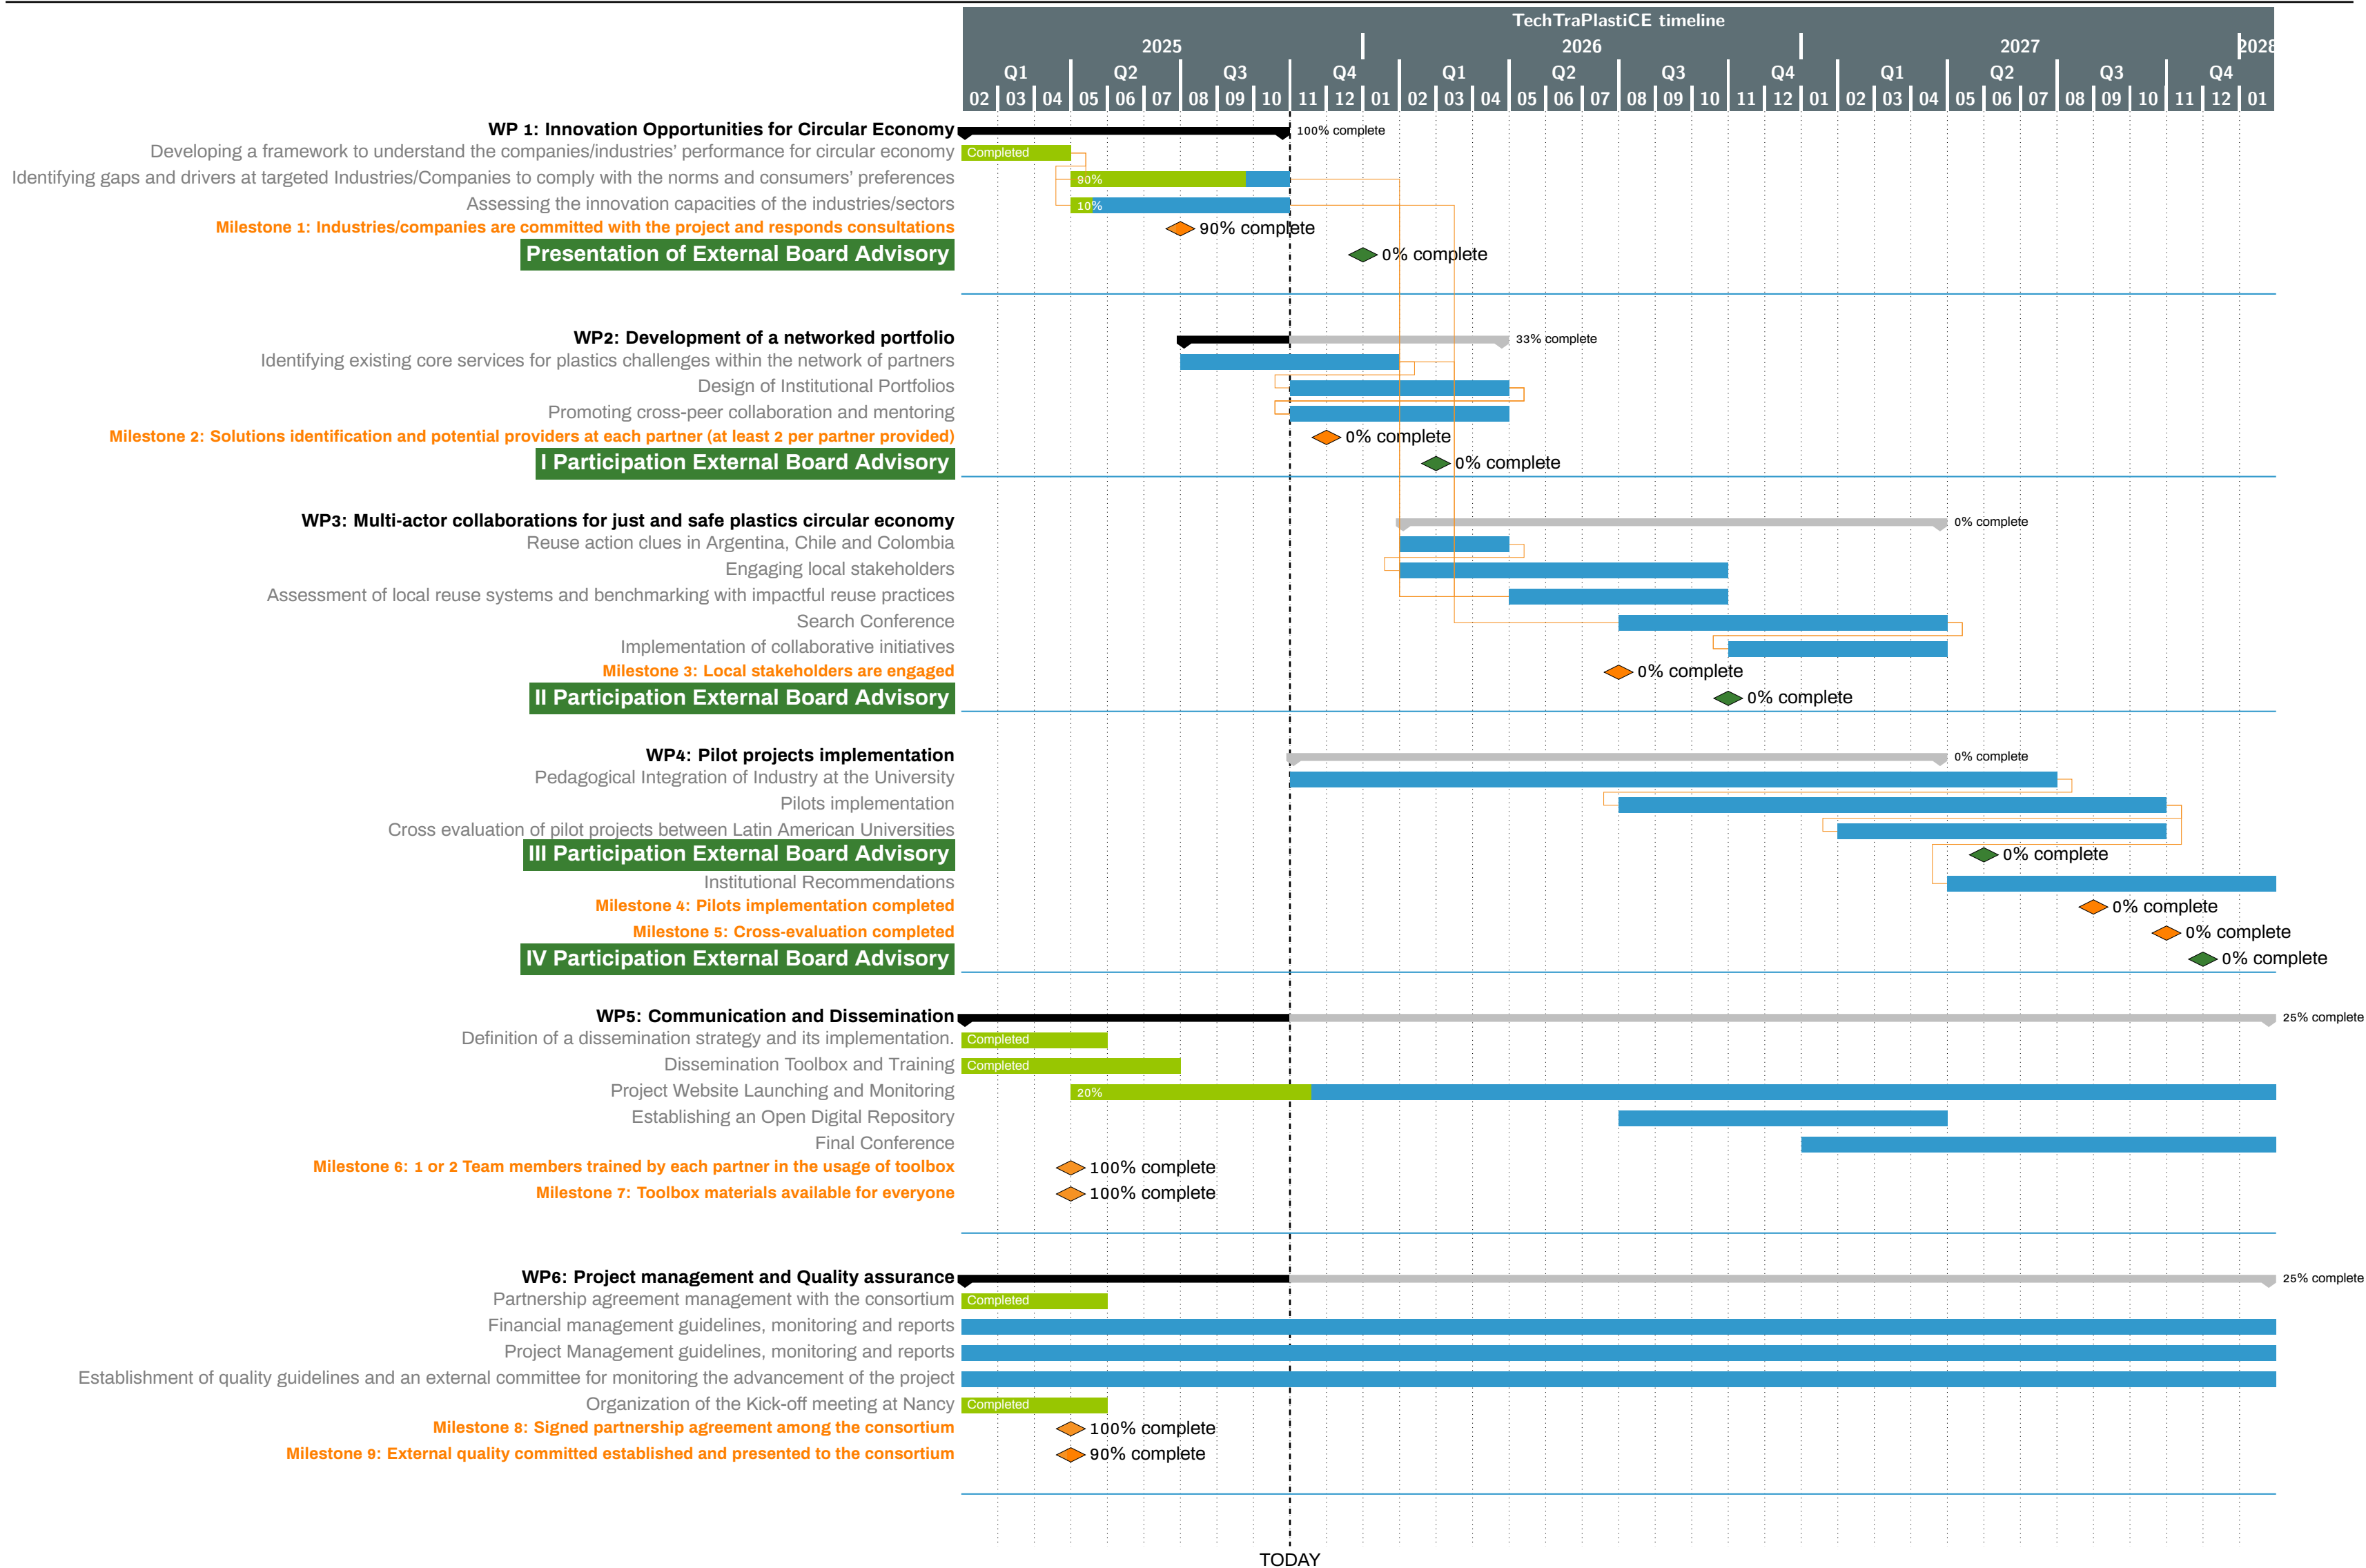 TechTraPlastiCE timeline
2025 2026 2027 2028
Q1 Q2 Q3 Q4 Q1 Q2 Q3 Q4 Q1 Q2 Q3 Q4
02 03 04 05 06 07 08 09 10 11 12 01 02 03 04 05 06 07 08 09 10 11 12 01 02 03 04 05 06 07 08 09 10 11 12 01
WP 1: Innovation Opportunities for Circular Economy 100% complete
Developing a framework to understand the companies/industries' performance for circular economy Completed
Identifying gaps and drivers at targeted Industries/Companies to comply with the norms and consumers' preferences 80%
Assessing the innovation capacities of the industries/sectors 10%
Milestone 1: Industries/companies are committed with the project and responds consultations 90% complete
Presentation of External Board Advisory 0% complete
WP2: Development of a networked portfolio 33% complete
Identifying existing core services for plastics challenges within the network of partners
Design of Institutional Portfolios
Promoting cross-peer collaboration and mentoring
Milestone 2: Solutions identification and potential providers at each partner (at least 2 per partner provided) 0% complete
I Participation External Board Advisory 0% complete
WP3: Multi-actor collaborations for just and safe plastics circular economy 0% complete
Reuse action clues in Argentina, Chile and Colombia
Engaging local stakeholders
Assessment of local reuse systems and benchmarking with impactful reuse practices
Search Conference
Implementation of collaborative initiatives
Milestone 3: Local stakeholders are engaged 0% complete
II Participation External Board Advisory 0% complete
WP4: Pilot projects implementation 0% complete
Pedagogical Integration of Industry at the University
Pilots implementation
Cross evaluation of pilot projects between Latin American Universities
III Participation External Board Advisory 0% complete
Institutional Recommendations
Milestone 4: Pilots implementation completed 0% complete
Milestone 5: Cross-evaluation completed 0% complete
IV Participation External Board Advisory 0% complete
WP5: Communication and Dissemination 25% complete
Definition of a dissemination strategy and its implementation. Completed
Dissemination Toolbox and Training Completed
Project Website Launching and Monitoring 20%
Establishing an Open Digital Repository
Final Conference
Milestone 6: 1 or 2 Team members trained by each partner in the usage of toolbox 100% complete
Milestone 7: Toolbox materials available for everyone 100% complete
WP6: Project management and Quality assurance 25% complete
Partnership agreement management with the consortium Completed
Financial management guidelines, monitoring and reports
Project Management guidelines, monitoring and reports
Establishment of quality guidelines and an external committee for monitoring the advancement of the project
Organization of the Kick-off meeting at Nancy Completed
Milestone 8: Signed partnership agreement among the consortium 100% complete
Milestone 9: External quality committed established and presented to the consortium 90% complete
TODAY